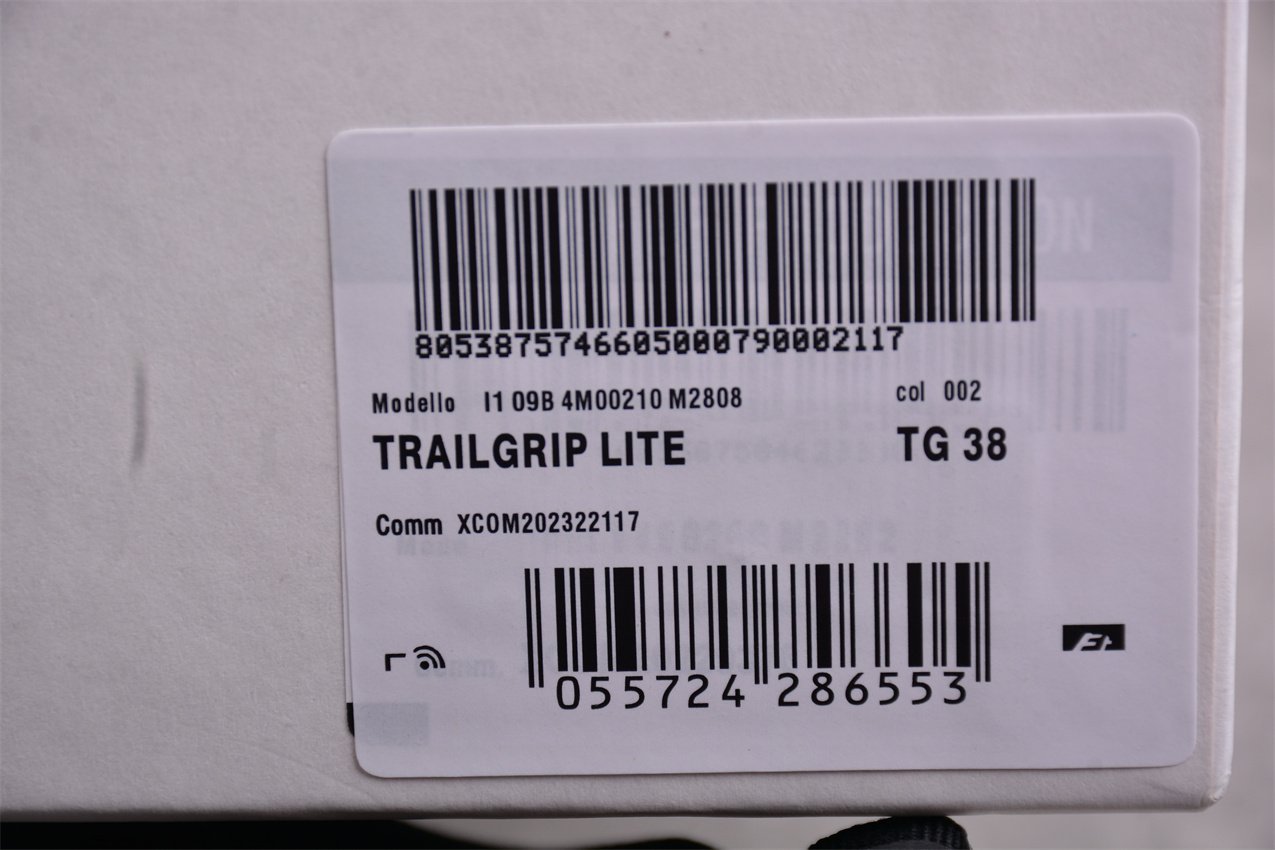 8053875746605000790002117
Modello I1 09B 4M00210 M2808 col 002
TRAILGRIP LITE TG 38
Comm XCOM202322117
055724 286553